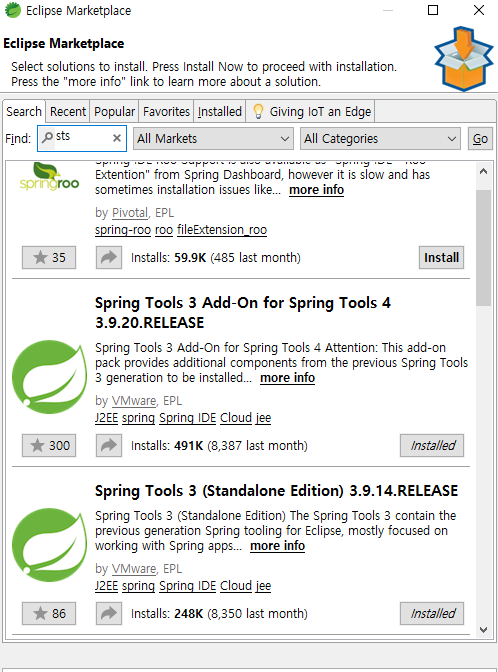 Eclipse Marketplace
Eclipse Marketplace
Select solutions to install. Press Install Now to proceed with installation.
Press the "more info" link to learn more about a solution.
Search Recent Popular Favorites Installed Giving IoT an Edge
Find: sts All Markets All Categories Go
springroo
Spring IDE Roo Support is also available as "Spring IDE - Roo
Extention" from Spring Dashboard, however it is slow and has
sometimes installation issues like... more info
by Pivotal, EPL
spring-roo roo fileExtension_roo
35 Installs: 59.9K (485 last month) Install
Spring Tools 3 Add-On for Spring Tools 4
3.9.20.RELEASE
Spring Tools 3 Add-On for Spring Tools 4 Attention: This add-on
pack provides additional components from the previous Spring Tools
3 generation to be installed... more info
by VMware, EPL
J2EE spring Spring IDE Cloud jee
300 Installs: 491K (8,387 last month) Installed
Spring Tools 3 (Standalone Edition) 3.9.14.RELEASE
Spring Tools 3 (Standalone Edition) The Spring Tools 3 contain the
previous generation Spring tooling for Eclipse, mostly focused on
working with Spring apps... more info
by VMware, EPL
J2EE spring Spring IDE Cloud jee
86 Installs: 248K (8,350 last month) Installed